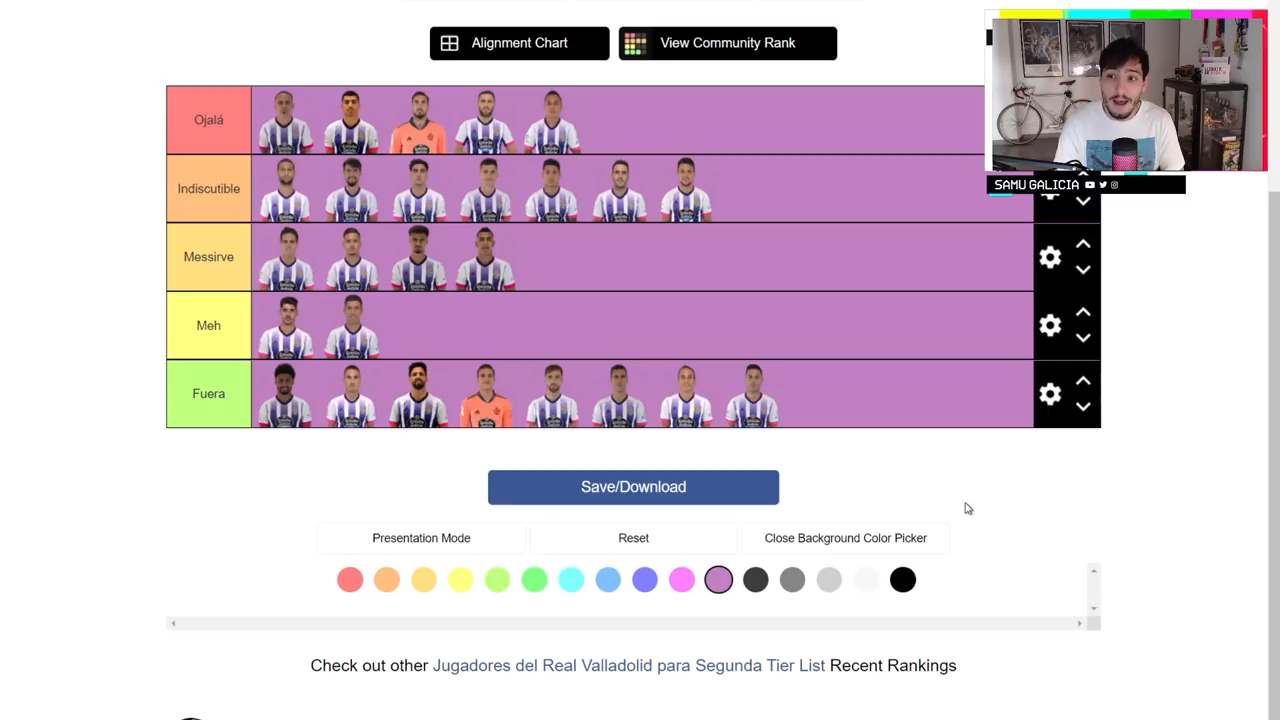 Alignment Chart
View Community Rank
Ojalá
Indiscutible
Messirve
Meh
Fuera
SAMU GALICIA
Save/Download
Presentation Mode
Reset
Close Background Color Picker
Check out other Jugadores del Real Valladolid para Segunda Tier List Recent Rankings